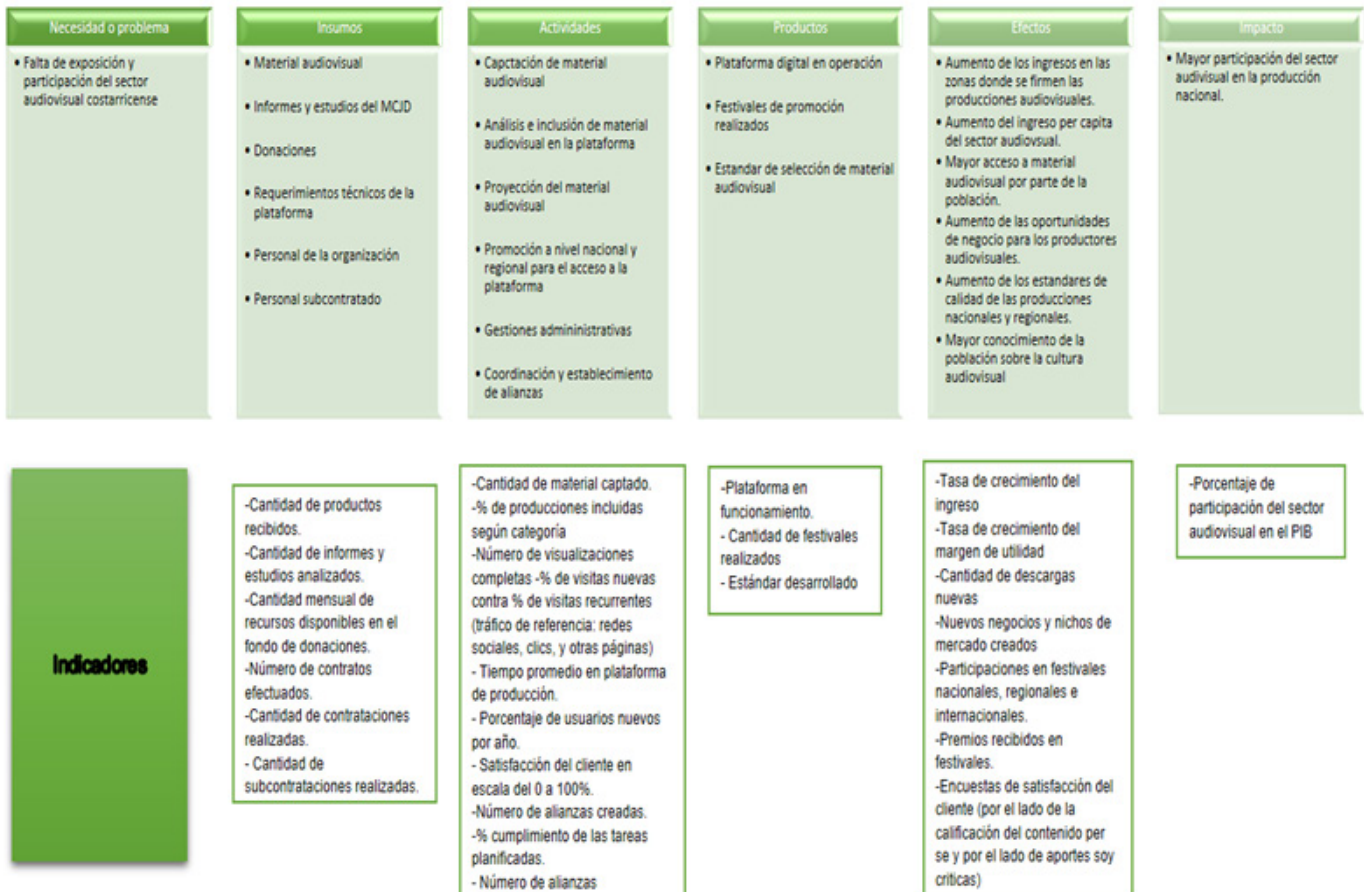 Necesidad o problema
• Falta de exposición y
participación del sector
audiovisual costarricense
Insumos
• Material audiovisual
• Informes y estudios del MCJD
• Donaciones
• Requerimientos técnicos de la
plataforma
• Personal de la organización
• Personal subcontratado
Actividades
• Capctación de material
audiovisual
• Análisis e inclusión de material
audiovisual en la plataforma
• Proyección del material
audiovisual
• Promoción a nivel nacional y
regional para el acceso a la
plataforma
• Gestiones admininistrativas
• Coordinación y establecimiento
de alianzas
Productos
• Plataforma digital en operación
• Festivales de promoción
realizados
• Estandar de selección de material
audiovisual
Efectos
• Aumento de los ingresos en las
zonas donde se firmen las
producciones audiovisuales.
• Aumento del ingreso per capita
del sector audiovsual.
• Mayor acceso a material
audiovisual por parte de la
población.
• Aumento de las oportunidades
de negocio para los productores
audiovisuales.
• Aumento de los estandares de
calidad de las producciones
nacionales y regionales.
• Mayor conocimiento de la
población sobre la cultura
audiovisual
Impacto
• Mayor participación del sector
audivisual en la producción
nacional.
Indicadores
-Cantidad de productos
recibidos.
-Cantidad de informes y
estudios analizados.
-Cantidad mensual de
recursos disponibles en el
fondo de donaciones.
-Número de contratos
efectuados.
-Cantidad de contrataciones
realizadas.
- Cantidad de
subcontrataciones realizadas.
-Cantidad de material captado.
-% de producciones incluidas
según categoría
-Número de visualizaciones
completas -% de visitas nuevas
contra % de visitas recurrentes
(tráfico de referencia: redes
sociales, clics, y otras páginas)
- Tiempo promedio en plataforma
de producción.
- Porcentaje de usuarios nuevos
por año.
- Satisfacción del cliente en
escala del 0 a 100%.
-Número de alianzas creadas.
-% cumplimiento de las tareas
planificadas.
- Número de alianzas
-Plataforma en
funcionamiento.
- Cantidad de festivales
realizados
- Estándar desarrollado
-Tasa de crecimiento del
ingreso
-Tasa de crecimiento del
margen de utilidad
-Cantidad de descargas
nuevas
-Nuevos negocios y nichos de
mercado creados
-Participaciones en festivales
nacionales, regionales e
internacionales.
-Premios recibidos en
festivales.
-Encuestas de satisfacción del
cliente (por el lado de la
calificación del contenido per
se y por el lado de aportes soy
criticas)
-Porcentaje de
participación del sector
audiovisual en el PIB